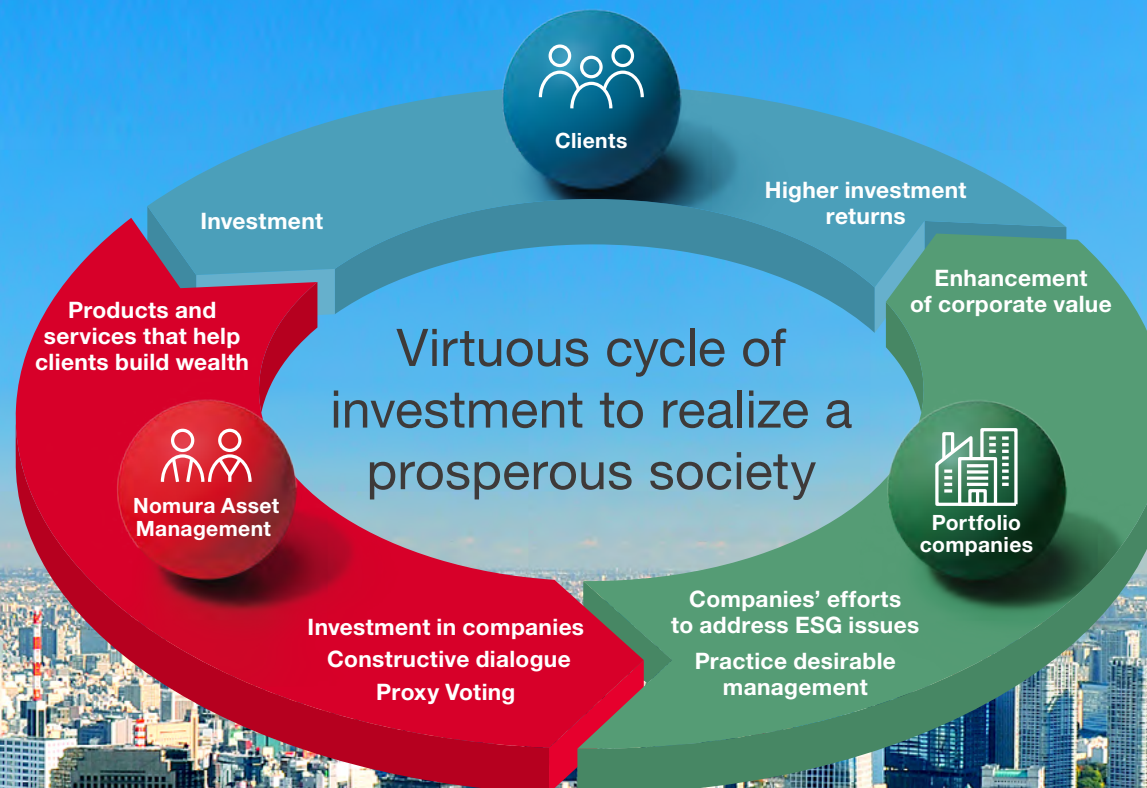 Clients
Investment
Higher investment
returns
Products and
services that help
clients build wealth
Enhancement
of corporate value
Virtuous cycle of
investment to realize a
prosperous society
Nomura Asset
Management
Portfolio
companies
Investment in companies
Constructive dialogue
Proxy Voting
Companies’ efforts
to address ESG issues
Practice desirable
management